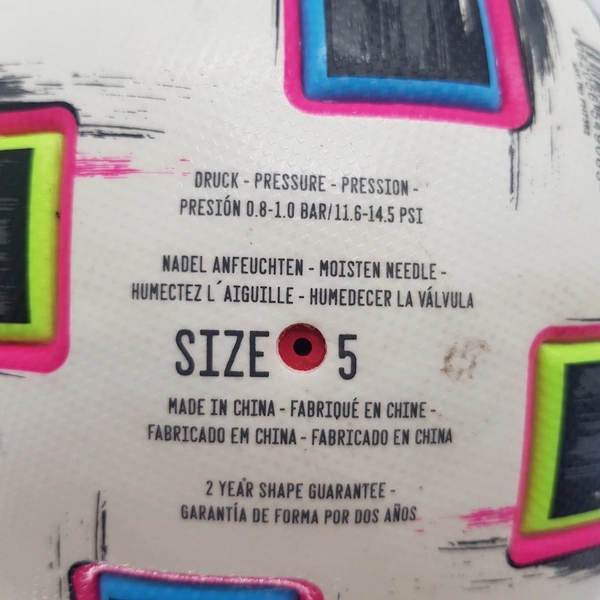 DRUCK - PRESSURE - PRESSION -
PRESIÓN 0.8-1.0 BAR/11.6-14.5 PSI
NADEL ANFEUCHTEN - MOISTEN NEEDLE -
HUMECTEZ L´AIGUILLE - HUMEDECER LA VÁLVULA
SIZE 5
MADE IN CHINA - FABRIQUÉ EN CHINE -
FABRICADO EM CHINA - FABRICADO EN CHINA
2 YEAR SHAPE GUARANTEE -
GARANTÍA DE FORMA POR DOS AÑOS